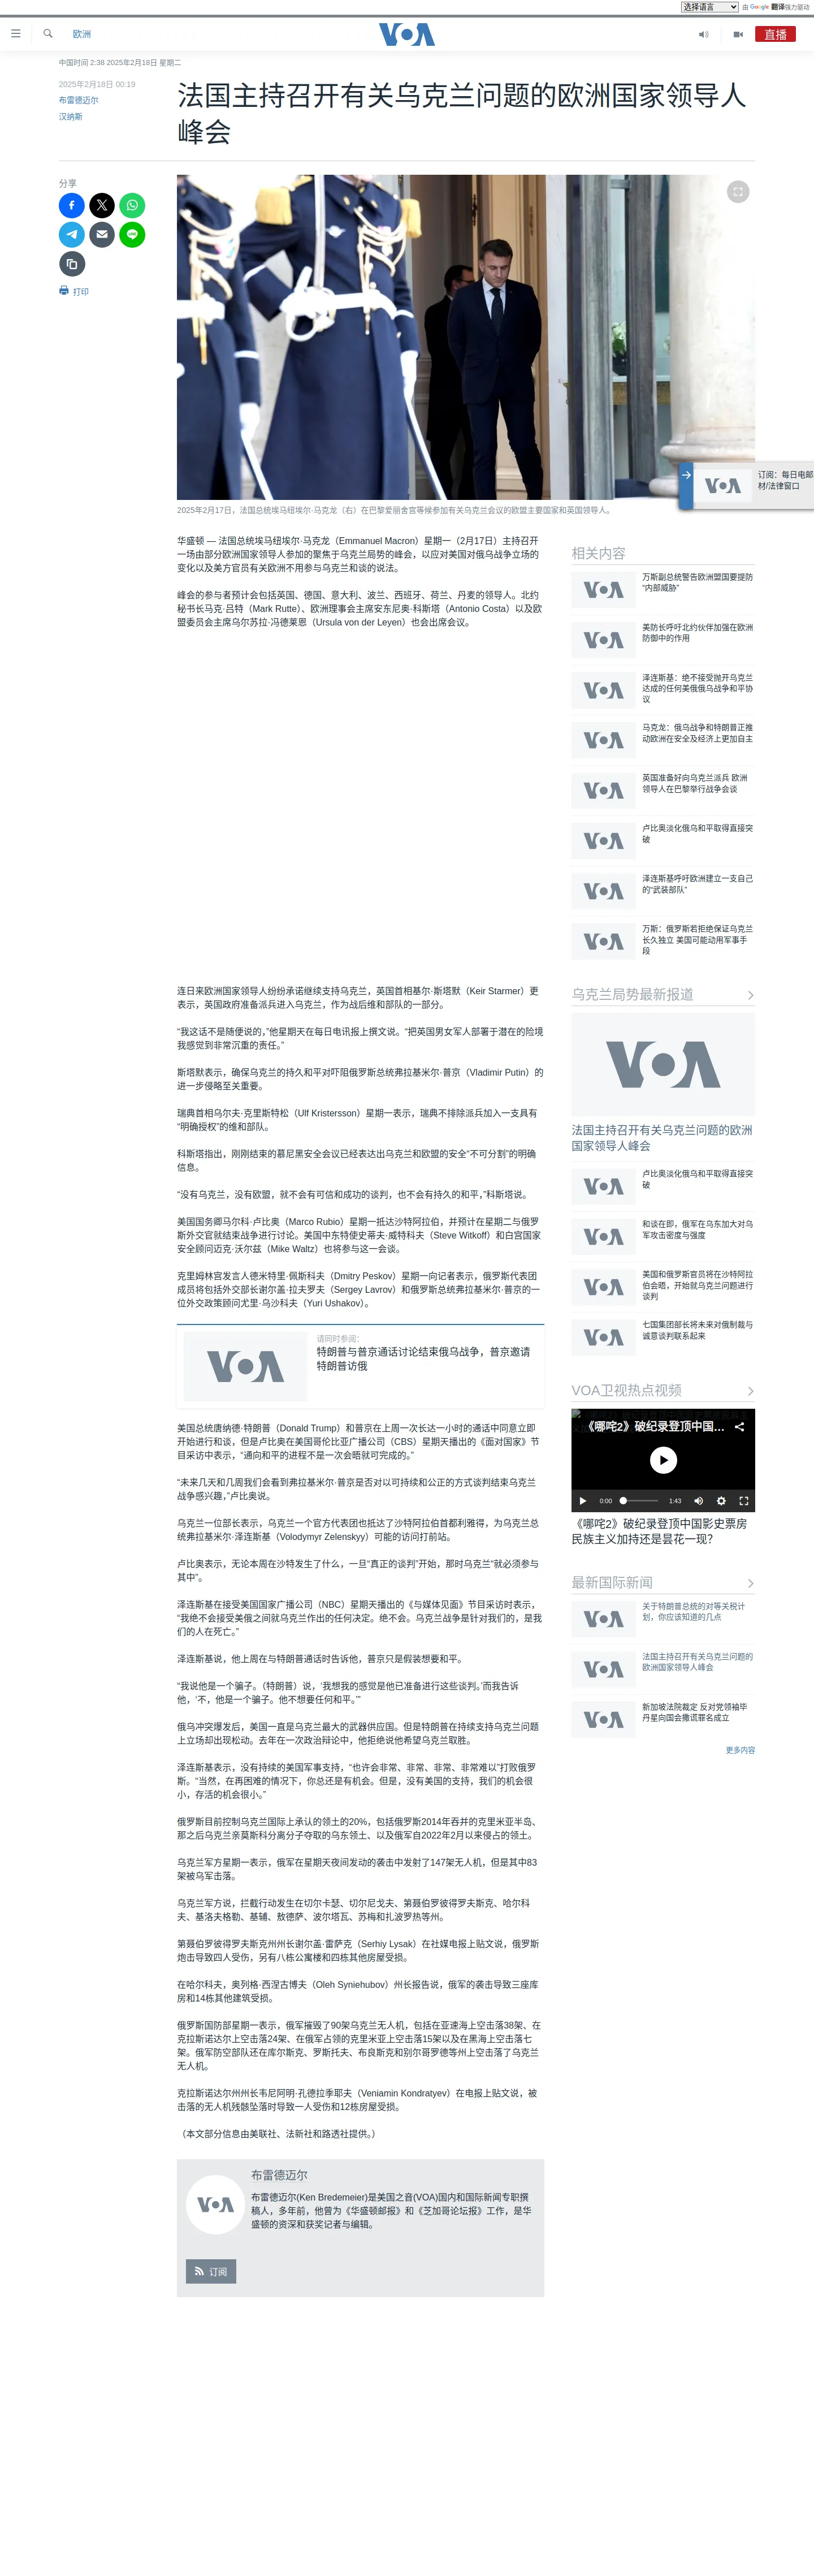 选择语言
由 Google 翻译强力驱动
欧洲
VOA
直播
中国时间 2:38 2025年2月18日 星期二
2025年2月18日 00:19
布雷德迈尔
汉纳斯
法国主持召开有关乌克兰问题的欧洲国家领导人
峰会
分享
打印
2025年2月17日，法国总统埃马纽埃尔·马克龙（右）在巴黎爱丽舍宫等候参加有关乌克兰会议的欧盟主要国家和英国领导人。
VOA
订阅：每日电邮
材/法律窗口
华盛顿 — 法国总统埃马纽埃尔·马克龙（Emmanuel Macron）星期一（2月17日）主持召开
一场由部分欧洲国家领导人参加的聚焦于乌克兰局势的峰会，以应对美国对俄乌战争立场的
变化以及美方官员有关欧洲不用参与乌克兰和谈的说法。
峰会的参与者预计会包括英国、德国、意大利、波兰、西班牙、荷兰、丹麦的领导人。北约
秘书长马克·吕特（Mark Rutte）、欧洲理事会主席安东尼奥·科斯塔（Antonio Costa）以及欧
盟委员会主席乌尔苏拉·冯德莱恩（Ursula von der Leyen）也会出席会议。
连日来欧洲国家领导人纷纷承诺继续支持乌克兰，英国首相基尔·斯塔默（Keir Starmer）更
表示，英国政府准备派兵进入乌克兰，作为战后维和部队的一部分。
“我这话不是随便说的，”他星期天在每日电讯报上撰文说。“把英国男女军人部署于潜在的险境
我感觉到非常沉重的责任。”
斯塔默表示，确保乌克兰的持久和平对吓阻俄罗斯总统弗拉基米尔·普京（Vladimir Putin）的
进一步侵略至关重要。
瑞典首相乌尔夫·克里斯特松（Ulf Kristersson）星期一表示，瑞典不排除派兵加入一支具有
“明确授权”的维和部队。
科斯塔指出，刚刚结束的慕尼黑安全会议已经表达出乌克兰和欧盟的安全“不可分割”的明确
信息。
“没有乌克兰，没有欧盟，就不会有可信和成功的谈判，也不会有持久的和平，”科斯塔说。
美国国务卿马尔科·卢比奥（Marco Rubio）星期一抵达沙特阿拉伯，并预计在星期二与俄罗
斯外交官就结束战争进行讨论。美国中东特使史蒂夫·威特科夫（Steve Witkoff）和白宫国家
安全顾问迈克·沃尔兹（Mike Waltz）也将参与这一会谈。
克里姆林宫发言人德米特里·佩斯科夫（Dmitry Peskov）星期一向记者表示，俄罗斯代表团
成员将包括外交部长谢尔盖·拉夫罗夫（Sergey Lavrov）和俄罗斯总统弗拉基米尔·普京的一
位外交政策顾问尤里·乌沙科夫（Yuri Ushakov）。
VOA
请同时参阅：
特朗普与普京通话讨论结束俄乌战争，普京邀请
特朗普访俄
美国总统唐纳德·特朗普（Donald Trump）和普京在上周一次长达一小时的通话中同意立即
开始进行和谈，但是卢比奥在美国哥伦比亚广播公司（CBS）星期天播出的《面对国家》节
目采访中表示，“通向和平的进程不是一次会晤就可完成的。”
“未来几天和几周我们会看到弗拉基米尔·普京是否对以可持续和公正的方式谈判结束乌克兰
战争感兴趣，”卢比奥说。
乌克兰一位部长表示，乌克兰一个官方代表团也抵达了沙特阿拉伯首都利雅得，为乌克兰总
统弗拉基米尔·泽连斯基（Volodymyr Zelenskyy）可能的访问打前站。
卢比奥表示，无论本周在沙特发生了什么，一旦“真正的谈判”开始，那时乌克兰“就必须参与
其中”。
泽连斯基在接受美国国家广播公司（NBC）星期天播出的《与媒体见面》节目采访时表示，
“我绝不会接受美俄之间就乌克兰作出的任何决定。绝不会。乌克兰战争是针对我们的，是我
们的人在死亡。”
泽连斯基说，他上周在与特朗普通话时告诉他，普京只是假装想要和平。
“我说他是一个骗子。（特朗普）说，‘我想我的感觉是他已准备进行这些谈判。’而我告诉
他，‘不，他是一个骗子。他不想要任何和平。’”
俄乌冲突爆发后，美国一直是乌克兰最大的武器供应国。但是特朗普在持续支持乌克兰问题
上立场却出现松动。去年在一次政治辩论中，他拒绝说他希望乌克兰取胜。
泽连斯基表示，没有持续的美国军事支持，“也许会非常、非常、非常、非常难以”打败俄罗
斯。“当然，在再困难的情况下，你总还是有机会。但是，没有美国的支持，我们的机会很
小，存活的机会很小。”
俄罗斯目前控制乌克兰国际上承认的领土的20%，包括俄罗斯2014年吞并的克里米亚半岛、
那之后乌克兰亲莫斯科分离分子夺取的乌东领土、以及俄军自2022年2月以来侵占的领土。
乌克兰军方星期一表示，俄军在星期天夜间发动的袭击中发射了147架无人机，但是其中83
架被乌军击落。
乌克兰军方说，拦截行动发生在切尔卡瑟、切尔尼戈夫、第聂伯罗彼得罗夫斯克、哈尔科
夫、基洛夫格勒、基辅、敖德萨、波尔塔瓦、苏梅和扎波罗热等州。
第聂伯罗彼得罗夫斯克州州长谢尔盖·雷萨克（Serhiy Lysak）在社媒电报上贴文说，俄罗斯
炮击导致四人受伤，另有八栋公寓楼和四栋其他房屋受损。
在哈尔科夫，奥列格·西涅古博夫（Oleh Syniehubov）州长报告说，俄军的袭击导致三座库
房和14栋其他建筑受损。
俄罗斯国防部星期一表示，俄军摧毁了90架乌克兰无人机，包括在亚速海上空击落38架、在
克拉斯诺达尔上空击落24架、在俄军占领的克里米亚上空击落15架以及在黑海上空击落七
架。俄军防空部队还在库尔斯克、罗斯托夫、布良斯克和别尔哥罗德等州上空击落了乌克兰
无人机。
克拉斯诺达尔州州长韦尼阿明·孔德拉季耶夫（Veniamin Kondratyev）在电报上贴文说，被
击落的无人机残骸坠落时导致一人受伤和12栋房屋受损。
（本文部分信息由美联社、法新社和路透社提供。）
VOA
布雷德迈尔
布雷德迈尔(Ken Bredemeier)是美国之音(VOA)国内和国际新闻专职撰
稿人，多年前，他曾为《华盛顿邮报》和《芝加哥论坛报》工作，是华
盛顿的资深和获奖记者与编辑。
订阅
相关内容
VOA
万斯副总统警告欧洲盟国要提防
“内部威胁”
VOA
美防长呼吁北约伙伴加强在欧洲
防御中的作用
VOA
泽连斯基：绝不接受抛开乌克兰
达成的任何美俄俄乌战争和平协
议
VOA
马克龙：俄乌战争和特朗普正推
动欧洲在安全及经济上更加自主
VOA
英国准备好向乌克兰派兵 欧洲
领导人在巴黎举行战争会谈
VOA
卢比奥淡化俄乌和平取得直接突
破
VOA
泽连斯基呼吁欧洲建立一支自己
的“武装部队”
VOA
万斯：俄罗斯若拒绝保证乌克兰
长久独立 美国可能动用军事手
段
乌克兰局势最新报道
VOA
法国主持召开有关乌克兰问题的欧洲
国家领导人峰会
VOA
卢比奥淡化俄乌和平取得直接突
破
VOA
和谈在即，俄军在乌东加大对乌
军攻击密度与强度
VOA
美国和俄罗斯官员将在沙特阿拉
伯会晤，开始就乌克兰问题进行
谈判
VOA
七国集团部长将未来对俄制裁与
诚意谈判联系起来
VOA卫视热点视频
《哪吒2》破纪录登顶中国...
0:00
1:43
《哪吒2》破纪录登顶中国影史票房
民族主义加持还是昙花一现？
最新国际新闻
VOA
关于特朗普总统的对等关税计
划，你应该知道的几点
VOA
法国主持召开有关乌克兰问题的
欧洲国家领导人峰会
VOA
新加坡法院裁定 反对党领袖毕
丹星向国会撒谎罪名成立
更多内容